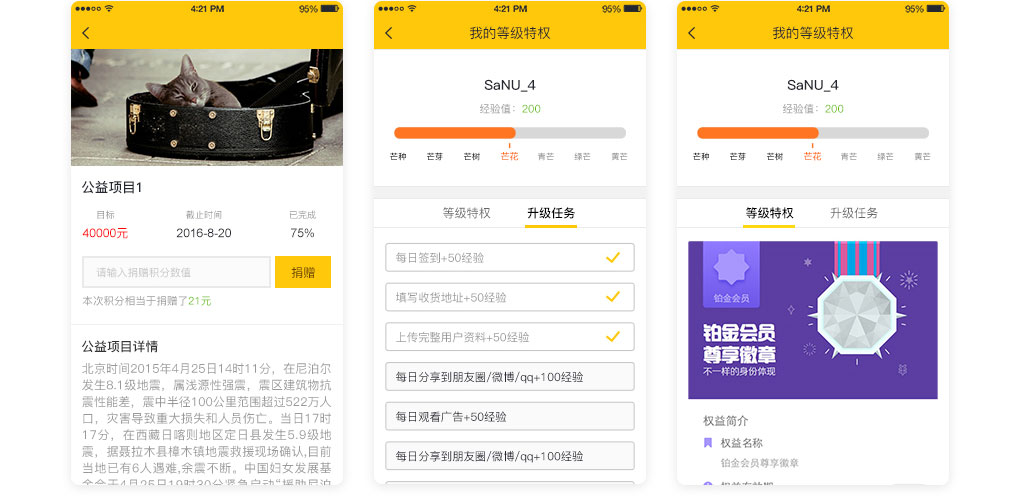 4:21 PM
95%
公益项目1
目标
截止时间
已完成
40000元
2016-8-20
75%
请输入捐赠积分数值
捐赠
本次积分相当于捐赠了21元
公益项目详情
北京时间2015年4月25日14时11分，在尼泊尔
发生8.1级地震，属浅源性强震，震区建筑物抗
震性能差，震中半径100公里范围超过522万人
口，灾害导致重大损失和人员伤亡。当日17时
17分，在西藏日喀则地区定日县发生5.9级地
震，据聂拉木县樟木镇地震救援现场确认,目前
当地已有6人遇难,余震不断。中国妇女发展基
金会于4月25日19时30分紧急启动“援助尼泊
4:21 PM
95%
我的等级特权
SaNU_4
经验值：200
芒种
芒芽
芒树
芒花
青芒
绿芒
黄芒
等级特权
升级任务
每日签到+50经验
填写收货地址+50经验
上传完整用户资料+50经验
每日分享到朋友圈/微博/qq+100经验
每日观看广告+50经验
每日分享到朋友圈/微博/qq+100经验
4:21 PM
95%
我的等级特权
SaNU_4
经验值：200
芒种
芒芽
芒树
芒花
青芒
绿芒
黄芒
等级特权
升级任务
铂金会员
铂金会员
尊享徽章
不一样的身份体现
权益简介
权益名称
铂金会员尊享徽章
权益有效期